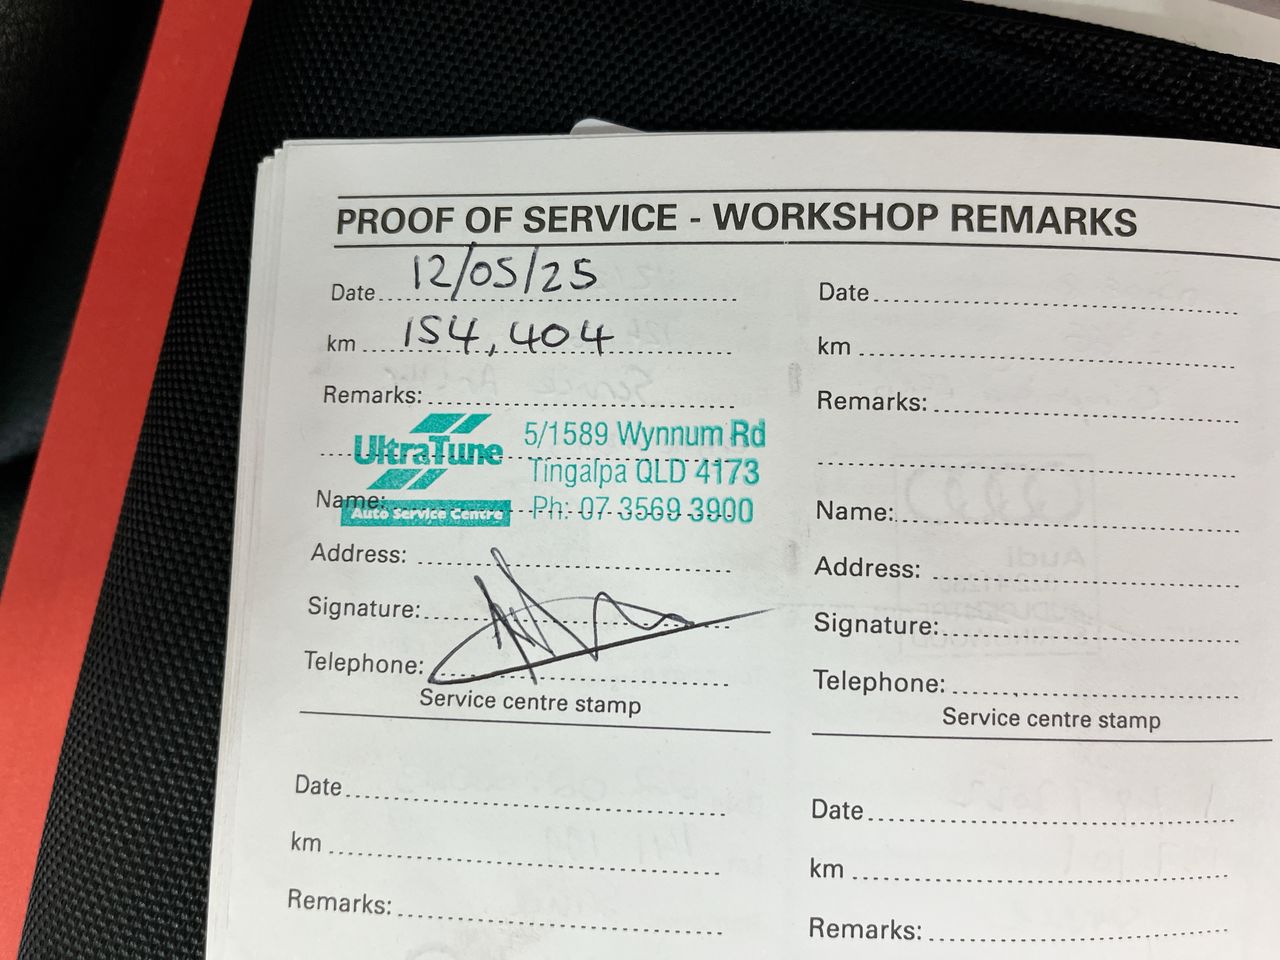 PROOF OF SERVICE - WORKSHOP REMARKS
Date 12/05/25
km 154,404
Remarks:
UltraTune
Auto Service Centre
5/1589 Wynnum Rd
Tingalpa QLD 4173
Ph: 07 3569 3900
Name:
Address:
Signature:
Telephone:
Service centre stamp
Date
km
Remarks:
Name:
Address:
Signature:
Telephone:
Service centre stamp
Date
km
Remarks:
Date
km
Remarks: